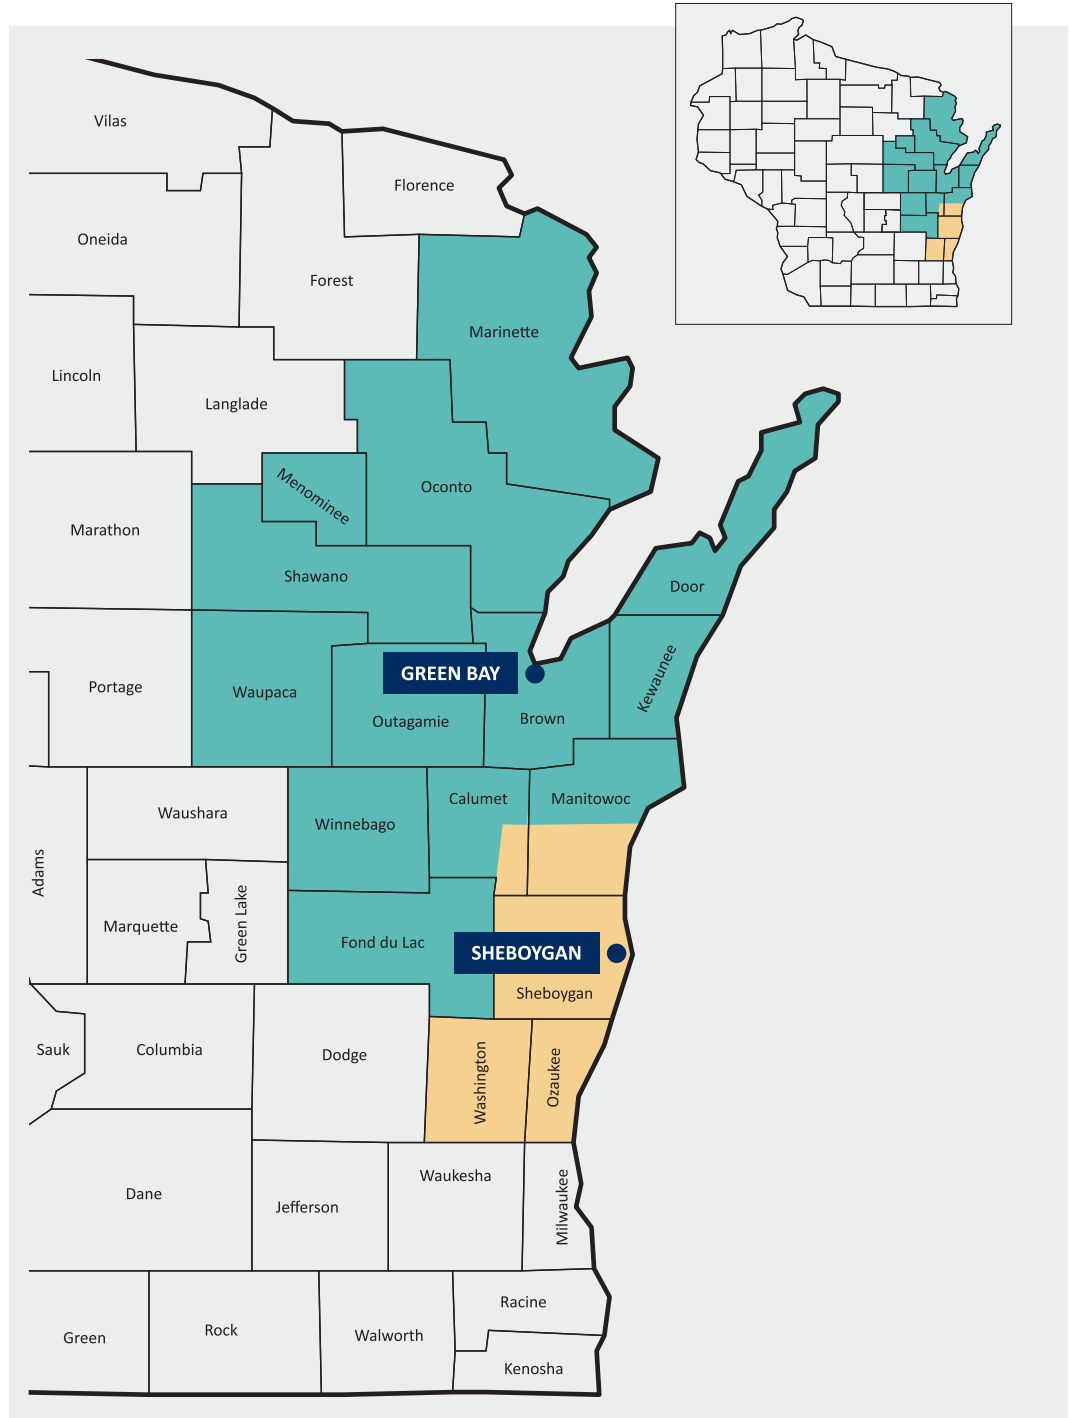 Vilas
Florence
Oneida
Forest
Marinette
Lincoln
Langlade
Menominee
Oconto
Marathon
Shawano
Door
GREEN BAY
Kewaunee
Portage
Waupaca
Outagamie
Brown
Calumet
Manitowoc
Waushara
Winnebago
Adams
Marquette
Green Lake
Fond du Lac
SHEBOYGAN
Sheboygan
Sauk
Columbia
Dodge
Washington
Ozaukee
Dane
Jefferson
Waukesha
Milwaukee
Racine
Green
Rock
Walworth
Kenosha